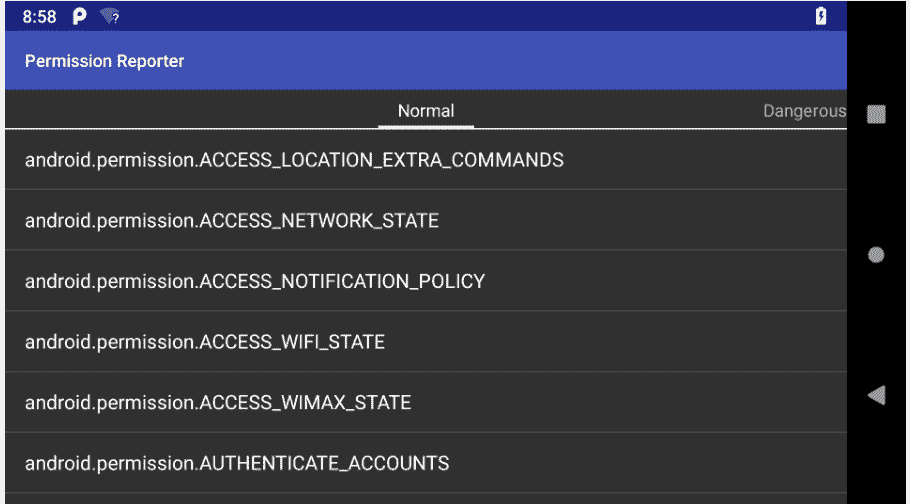 8:58
Permission Reporter
Normal Dangerous
android.permission.ACCESS_LOCATION_EXTRA_COMMANDS
android.permission.ACCESS_NETWORK_STATE
android.permission.ACCESS_NOTIFICATION_POLICY
android.permission.ACCESS_WIFI_STATE
android.permission.ACCESS_WIMAX_STATE
android.permission.AUTHENTICATE_ACCOUNTS